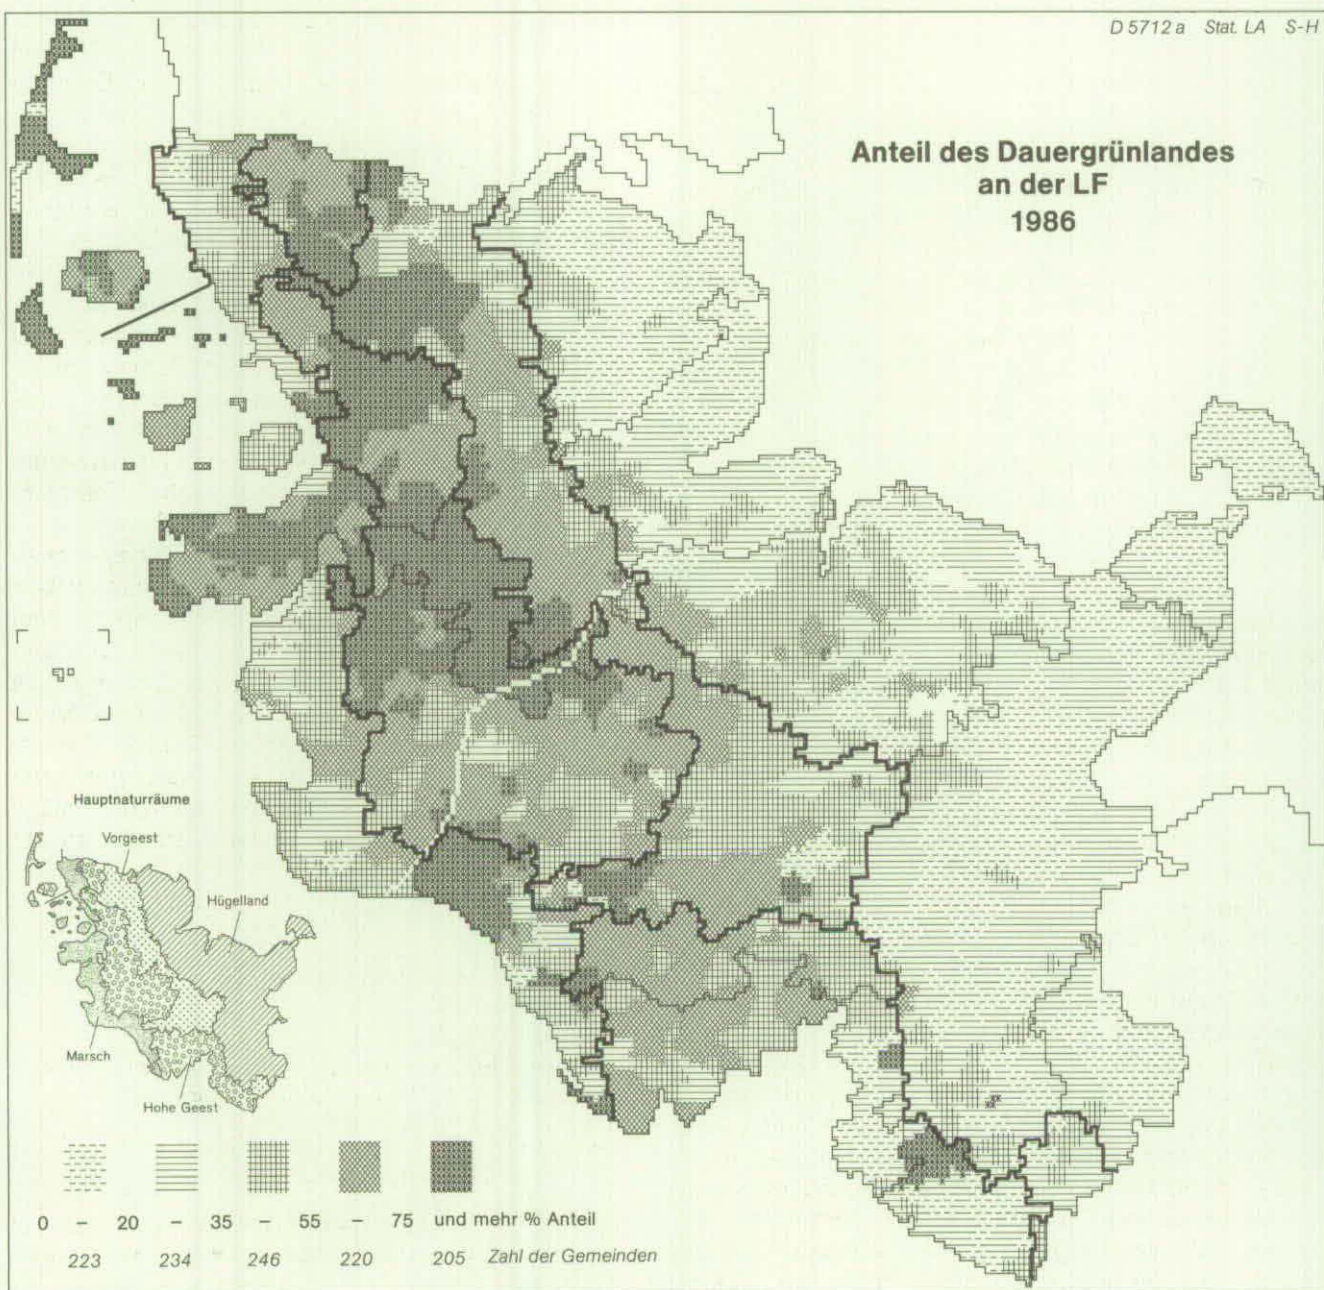 D 5712 a Stat. LA S-H
Anteil des Dauergrünlandes
an der LF
1986
Hauptnaturräume
Vorgeest
Hügelland
Marsch
Hohe Geest
0 – 20 – 35 – 55 – 75 und mehr % Anteil
223 234 246 220 205 Zahl der Gemeinden